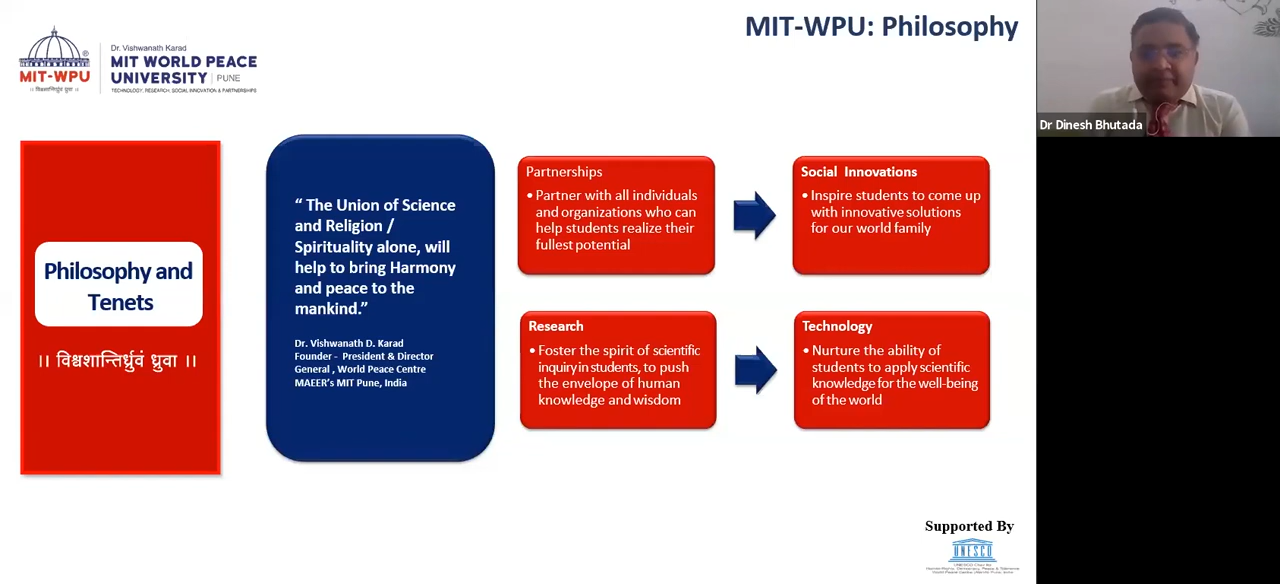 MIT-WPU: Philosophy
MIT-WPU
।। विश्वशान्तिर्ध्रुवं ध्रुवा ।।
Dr. Vishwanath Karad
MIT WORLD PEACE
UNIVERSITY | PUNE
TECHNOLOGY, RESEARCH, SOCIAL INNOVATION & PARTNERSHIPS
Dr Dinesh Bhutada
Philosophy and
Tenets
।। विश्वशान्तिर्ध्रुवं ध्रुवा ।।
“ The Union of Science
and Religion /
Spirituality alone, will
help to bring Harmony
and peace to the
mankind.”
Dr. Vishwanath D. Karad
Founder - President & Director
General , World Peace Centre
MAEER's MIT Pune, India
Partnerships
• Partner with all individuals
and organizations who can
help students realize their
fullest potential
Social Innovations
• Inspire students to come up
with innovative solutions
for our world family
Research
• Foster the spirit of scientific
inquiry in students, to push
the envelope of human
knowledge and wisdom
Technology
• Nurture the ability of
students to apply scientific
knowledge for the well-being
of the world
Supported By
UNESCO